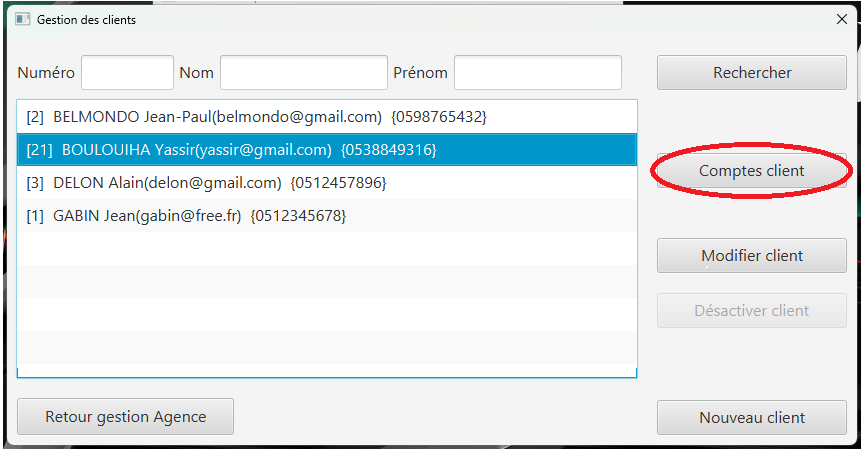 Gestion des clients
Numéro Nom Prénom Rechercher
[2] BELMONDO Jean-Paul(belmondo@gmail.com) {0598765432}
[21] BOULOUIHA Yassir(yassir@gmail.com) {0538849316}
Comptes client
[3] DELON Alain(delon@gmail.com) {0512457896}
[1] GABIN Jean(gabin@free.fr) {0512345678}
Modifier client
Désactiver client
Retour gestion Agence
Nouveau client